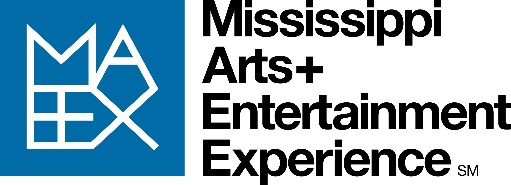 MA
EX
Mississippi
Arts+
Entertainment
Experience SM